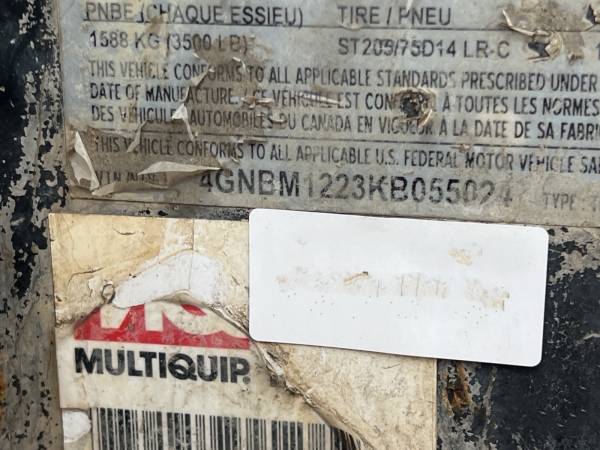 PNBE (CHAQUE ESSIEU) TIRE / PNEU
1588 KG (3500 LB) ST205/75D14 LR-C
THIS VEHICLE CONFORMS TO ALL APPLICABLE STANDARDS PRESCRIBED UNDER
DATE OF MANUFACTURE. VÉHICULE EST CONFORME À TOUTES LES NORMES
DES VÉHICULES AUTOMOBILES DU CANADA EN VIGUEUR À LA DATE DE SA FABRI
THIS VEHICLE CONFORMS TO ALL APPLICABLE U.S. FEDERAL MOTOR VEHICLE SA
4GNBM1223KB055024 TYPE:
MULTIQUIP.